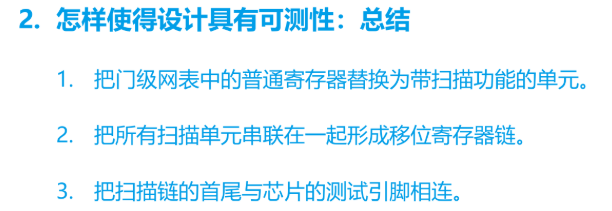 2. 怎样使得设计具有可测性：总结
1. 把门级网表中的普通寄存器替换为带扫描功能的单元。
2. 把所有扫描单元串联在一起形成移位寄存器链。
3. 把扫描链的首尾与芯片的测试引脚相连。